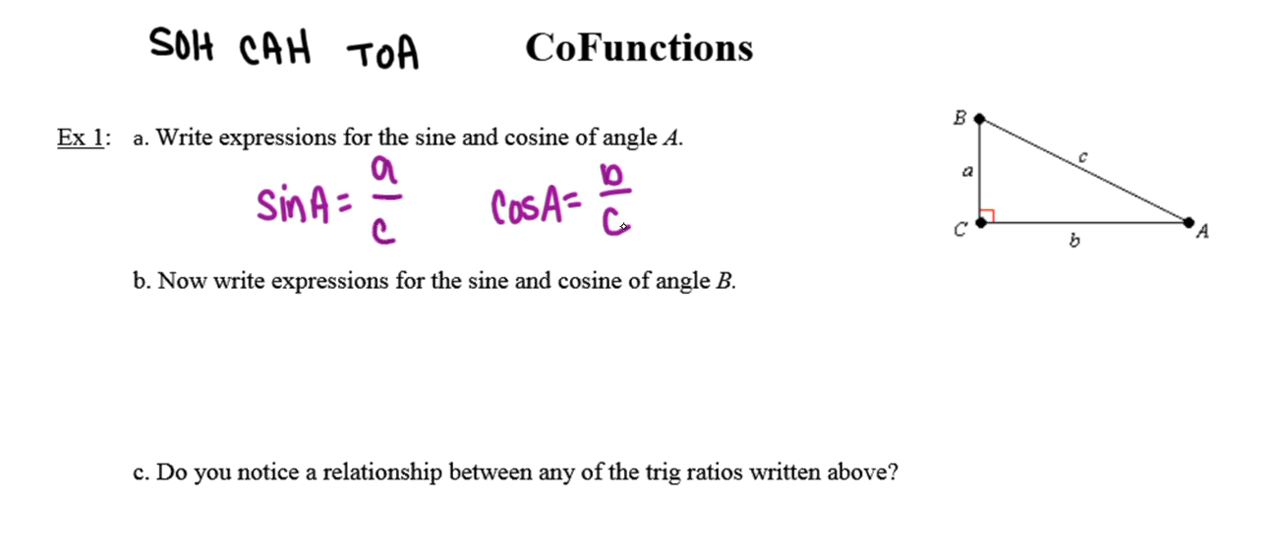 SOH CAH TOA CoFunctions
Ex 1: a. Write expressions for the sine and cosine of angle A.
sinA = a/c cosA = b/c
b. Now write expressions for the sine and cosine of angle B.
c. Do you notice a relationship between any of the trig ratios written above?
B
c
a
C
b
A